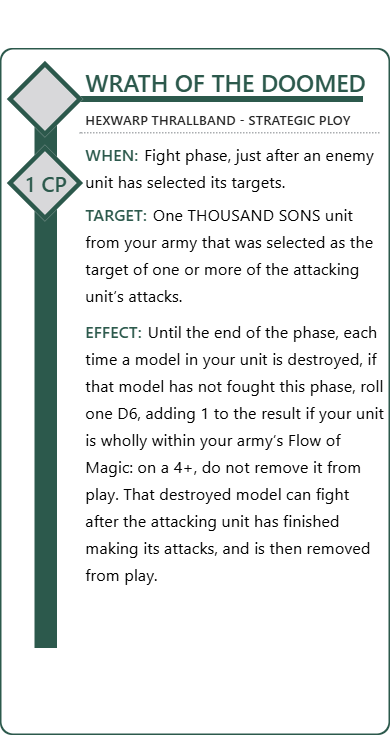 WRATH OF THE DOOMED
HEXWARP THRALLBAND - STRATEGIC PLOY
1 CP
WHEN: Fight phase, just after an enemy
unit has selected its targets.
TARGET: One THOUSAND SONS unit
from your army that was selected as the
target of one or more of the attacking
unit's attacks.
EFFECT: Until the end of the phase, each
time a model in your unit is destroyed, if
that model has not fought this phase, roll
one D6, adding 1 to the result if your unit
is wholly within your army's Flow of
Magic: on a 4+, do not remove it from
play. That destroyed model can fight
after the attacking unit has finished
making its attacks, and is then removed
from play.